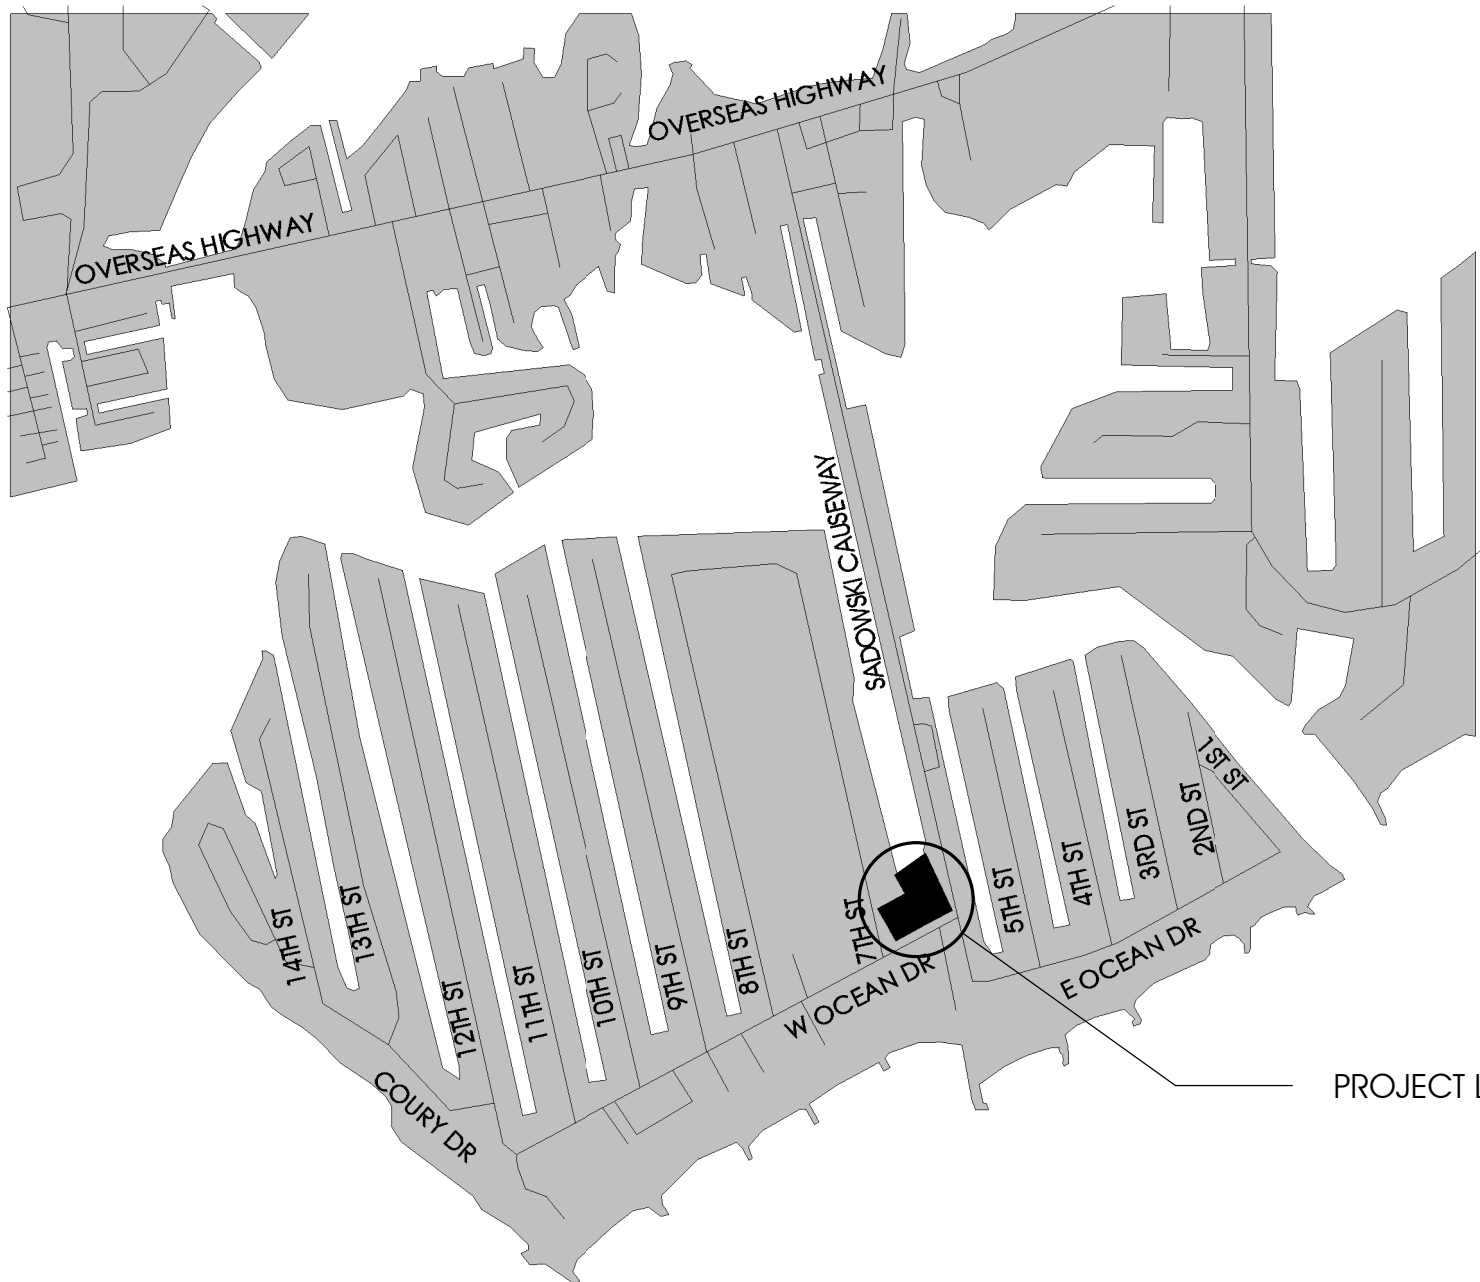 OVERSEAS HIGHWAY
OVERSEAS HIGHWAY
SADOWSKI CAUSEWAY
1ST ST
2ND ST
3RD ST
4TH ST
5TH ST
7TH ST
8TH ST
9TH ST
10TH ST
11TH ST
12TH ST
13TH ST
14TH ST
E OCEAN DR
W OCEAN DR
COURY DR
PROJECT L